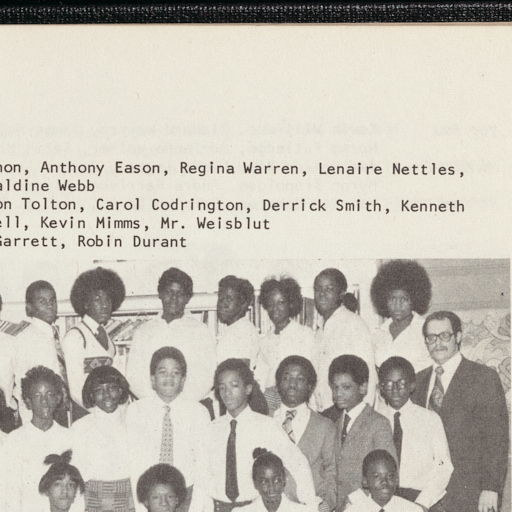 non, Anthony Eason, Regina Warren, Lenaire Nettles,
aldine Webb
on Tolton, Carol Codrington, Derrick Smith, Kenneth
ell, Kevin Mimms, Mr. Weisblut
Garrett, Robin Durant